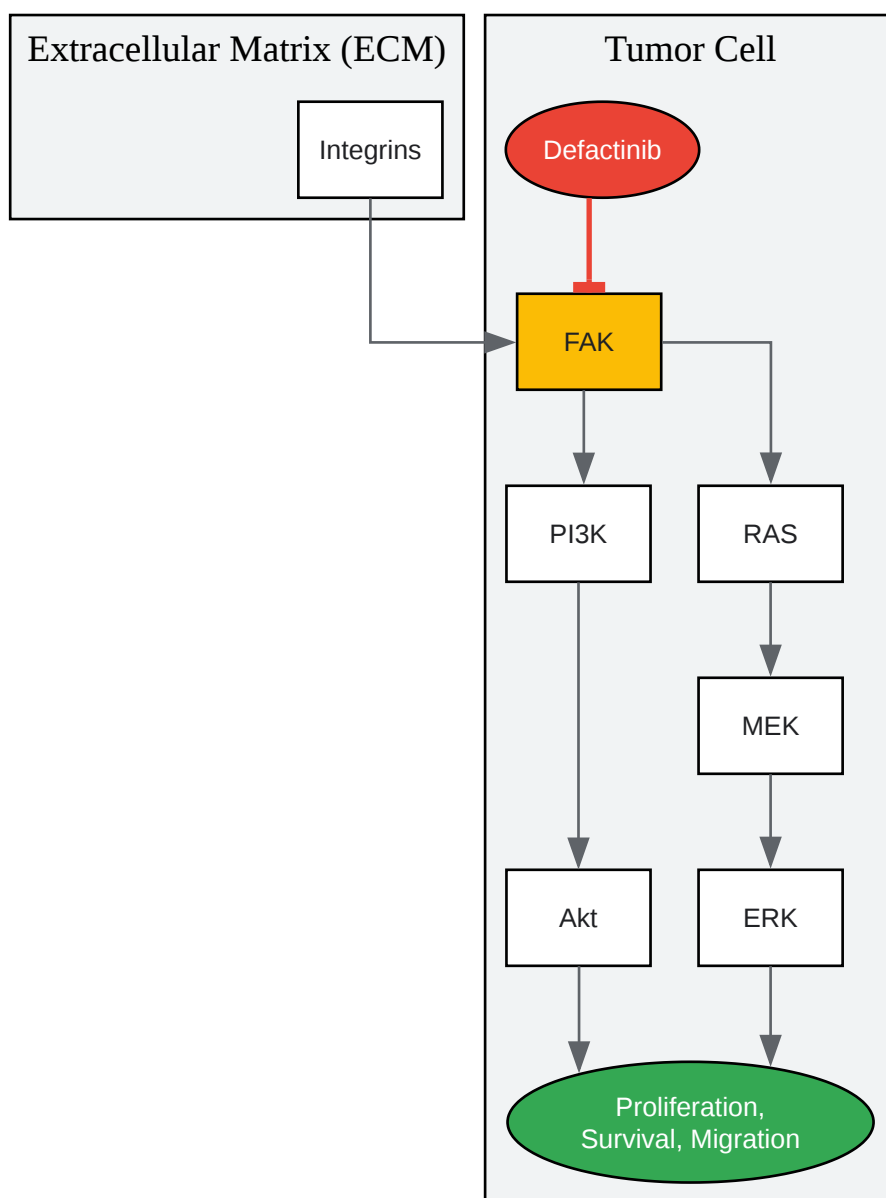 Extracellular Matrix (ECM)
Tumor Cell
Integrins
Defactinib
FAK
PI3K
RAS
MEK
Akt
ERK
Proliferation,
Survival, Migration